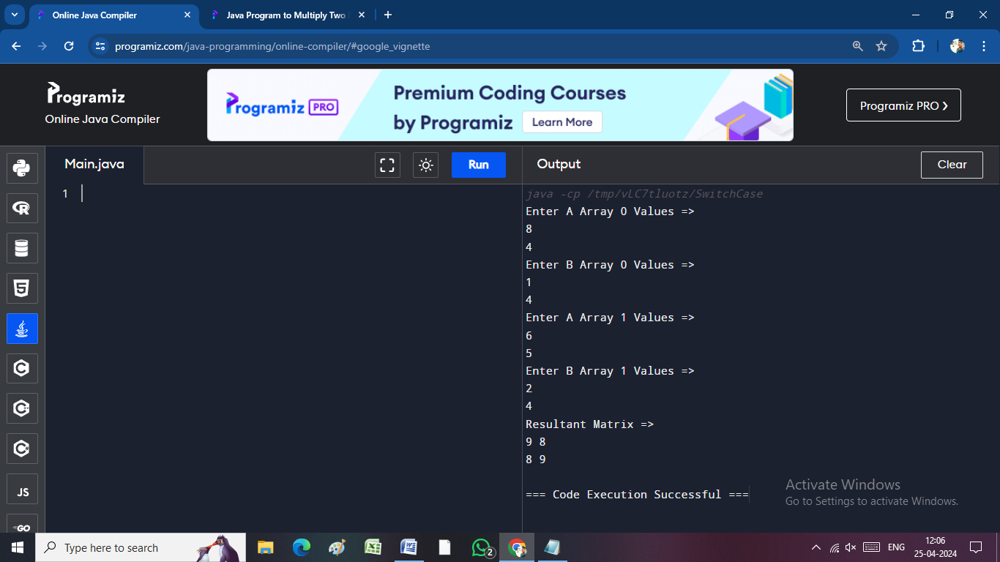 Online Java Compiler
Java Program to Multiply Two
programiz.com/java-programming/online-compiler/#google_vignette
Programiz
Online Java Compiler
Programiz PRO
Premium Coding Courses
by Programiz
Learn More
Programiz PRO
Main.java
Run
Output
Clear
1
java -cp /tmp/vLC7tluotz/SwitchCase
Enter A Array 0 Values =>
8
4
Enter B Array 0 Values =>
1
4
Enter A Array 1 Values =>
6
5
Enter B Array 1 Values =>
2
4
Resultant Matrix =>
9 8
8 9
=== Code Execution Successful ===
JS
GO
Activate Windows
Go to Settings to activate Windows.
Type here to search
2
ENG
12:06
25-04-2024